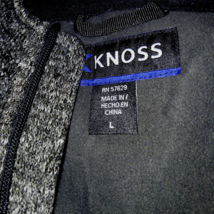 KNOSS
RN 57829
MADE IN /
HECHO EN
CHINA
L